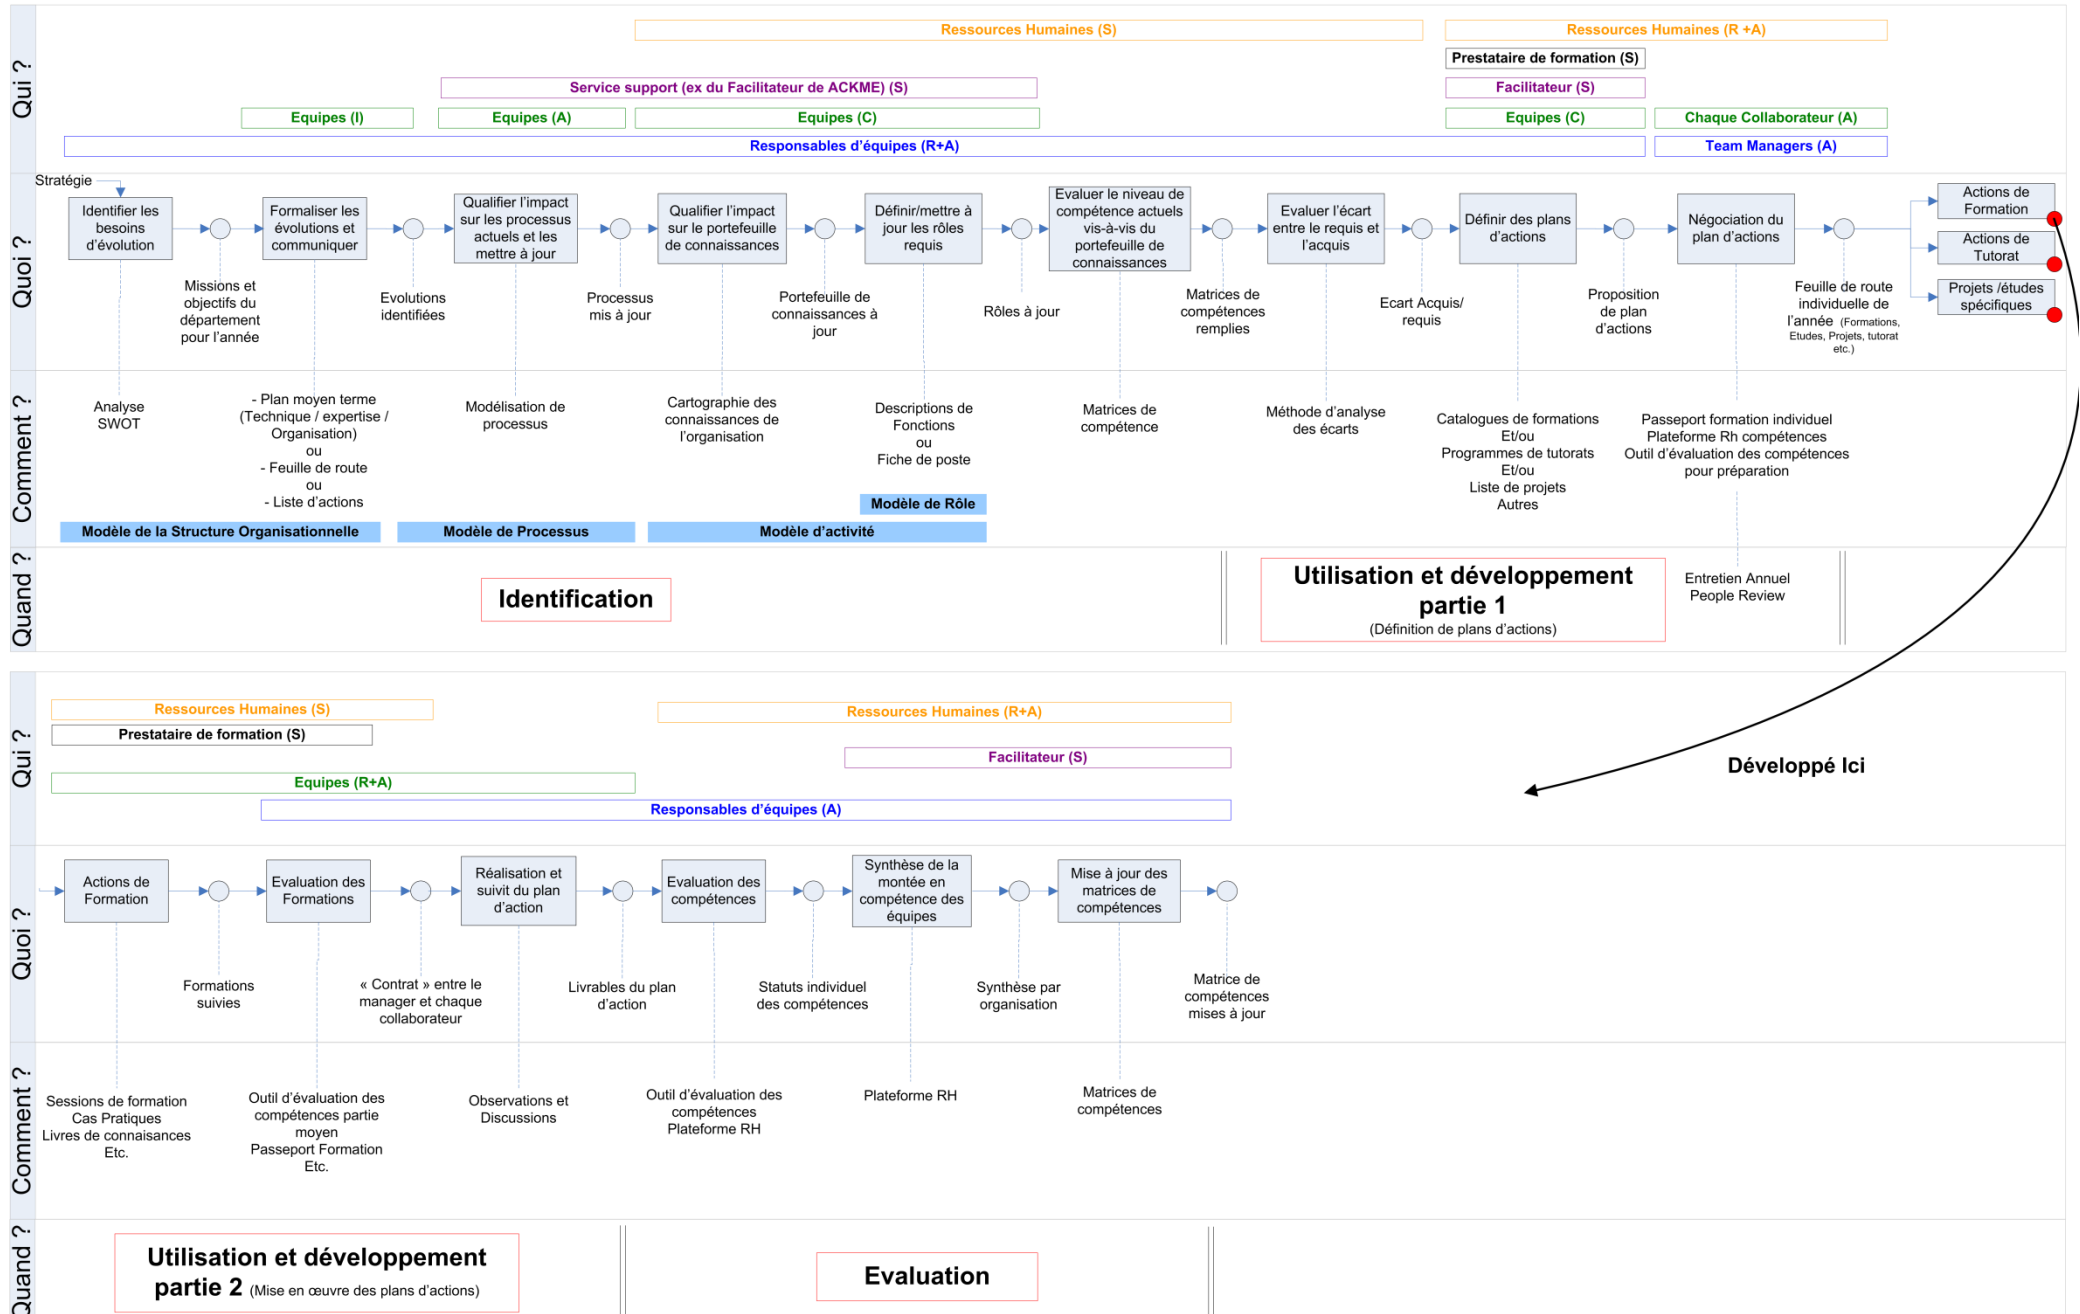 Qui ?
Ressources Humaines (S)
Ressources Humaines (R +A)
Prestataire de formation (S)
Service support (ex du Facilitateur de ACKME) (S)
Facilitateur (S)
Equipes (I)
Equipes (A)
Equipes (C)
Equipes (C)
Chaque Collaborateur (A)
Responsables d'équipes (R+A)
Team Managers (A)
Quoi ?
Stratégie
Identifier les
besoins
d'évolution
Missions et
objectifs du
département
pour l'année
Formaliser les
évolutions et
communiquer
Evolutions
identifiées
Qualifier l'impact
sur les processus
actuels et les
mettre à jour
Processus
mis à jour
Qualifier l'impact
sur le portefeuille
de connaissances
Portefeuille de
connaissances à
jour
Définir/mettre à
jour les rôles
requis
Rôles à jour
Evaluer le niveau de
compétence actuels
vis-à-vis du
portefeuille de
connaissances
Matrices de
compétences
remplies
Evaluer l'écart
entre le requis et
l'acquis
Ecart Acquis/
requis
Définir des plans
d'actions
Proposition
de plan
d'actions
Négociation du
plan d'actions
Feuille de route
individuelle de
l'année (Formations,
Etudes, Projets, tutorat
etc.)
Actions de
Formation
Actions de
Tutorat
Projets /études
spécifiques
Comment ?
Analyse
SWOT
- Plan moyen terme
(Technique / expertise /
Organisation)
ou
- Feuille de route
ou
- Liste d'actions
Modélisation de
processus
Cartographie des
connaissances de
l'organisation
Descriptions de
Fonctions
ou
Fiche de poste
Matrices de
compétence
Méthode d'analyse
des écarts
Catalogues de formations
Et/ou
Programmes de tutorats
Et/ou
Liste de projets
Autres
Passeport formation individuel
Plateforme Rh compétences
Outil d'évaluation des compétences
pour préparation
Modèle de Rôle
Modèle de la Structure Organisationnelle
Modèle de Processus
Modèle d'activité
Quand ?
Identification
Utilisation et développement
partie 1
(Définition de plans d'actions)
Entretien Annuel
People Review
Qui ?
Ressources Humaines (S)
Ressources Humaines (R+A)
Prestataire de formation (S)
Facilitateur (S)
Equipes (R+A)
Responsables d'équipes (A)
Développé Ici
Quoi ?
Actions de
Formation
Formations
suivies
Evaluation des
Formations
« Contrat » entre le
manager et chaque
collaborateur
Réalisation et
suivit du plan
d'action
Livrables du plan
d'action
Evaluation des
compétences
Statuts individuel
des compétences
Synthèse de la
montée en
compétence des
équipes
Synthèse par
organisation
Mise à jour des
matrices de
compétences
Matrice de
compétences
mises à jour
Comment ?
Sessions de formation
Cas Pratiques
Livres de connaisances
Etc.
Outil d'évaluation des
compétences partie
moyen
Passeport Formation
Etc.
Observations et
Discussions
Outil d'évaluation des
compétences
Plateforme RH
Plateforme RH
Matrices de
compétences
Quand ?
Utilisation et développement
partie 2 (Mise en œuvre des plans d'actions)
Evaluation